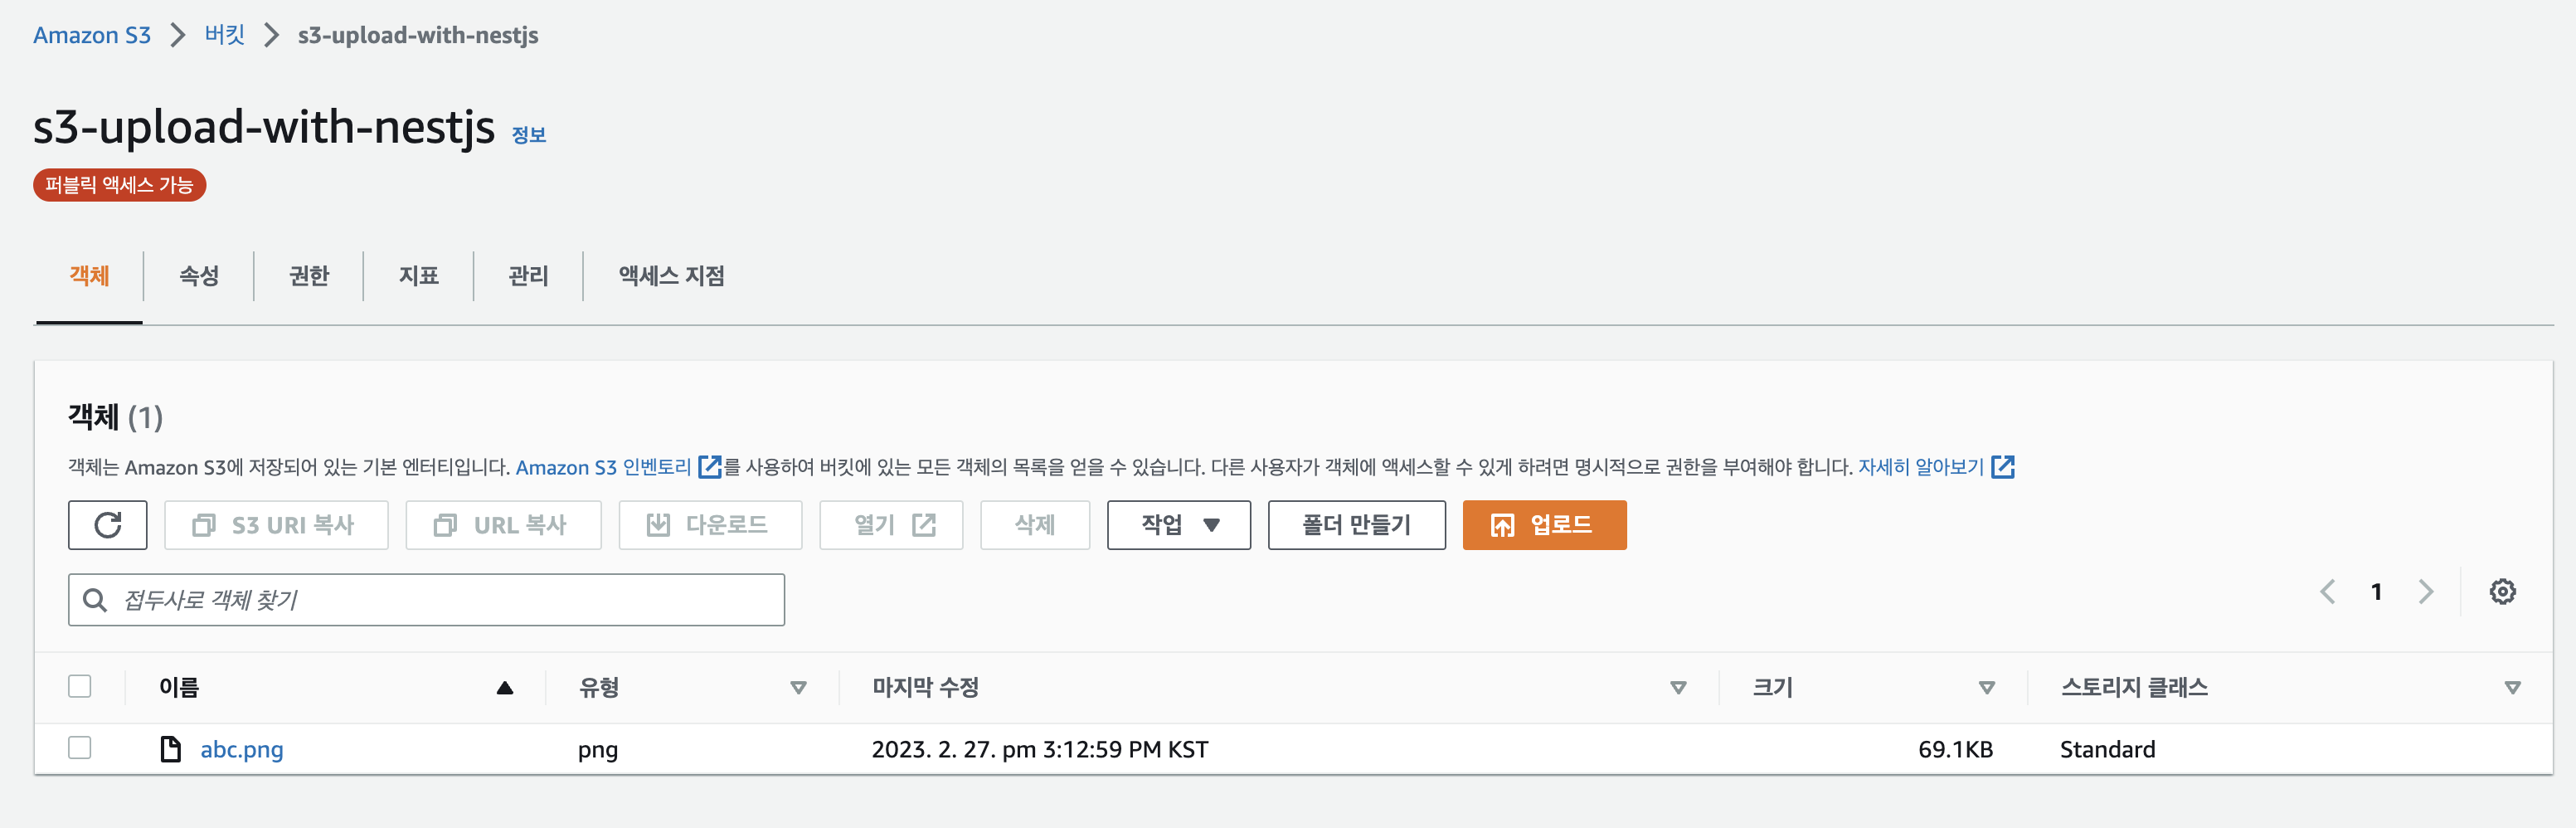 Amazon S3 > 버킷 > s3-upload-with-nestjs
s3-upload-with-nestjs 정보
퍼블릭 액세스 가능
객체 속성 권한 지표 관리 액세스 지점
객체 (1)
객체는 Amazon S3에 저장되어 있는 기본 엔터티입니다. Amazon S3 인벤토리 를 사용하여 버킷에 있는 모든 객체의 목록을 얻을 수 있습니다. 다른 사용자가 객체에 액세스할 수 있게 하려면 명시적으로 권한을 부여해야 합니다. 자세히 알아보기
S3 URI 복사 URL 복사 다운로드 열기 삭제 작업 폴더 만들기 업로드
접두사로 객체 찾기 1
이름 유형 마지막 수정 크기 스토리지 클래스
abc.png png 2023. 2. 27. pm 3:12:59 PM KST 69.1KB Standard